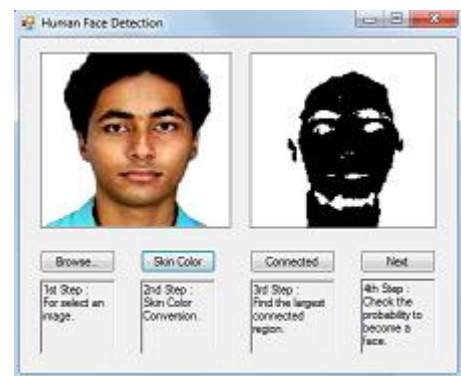 Human Face Detection
Browse...
Skin Color
Connected
Next
1st Step :
For select an
image.
2nd Step :
Skin Color
Conversion.
3rd Step :
Find the largest
connected
region.
4th Step :
Check the
probability to
become a
face.